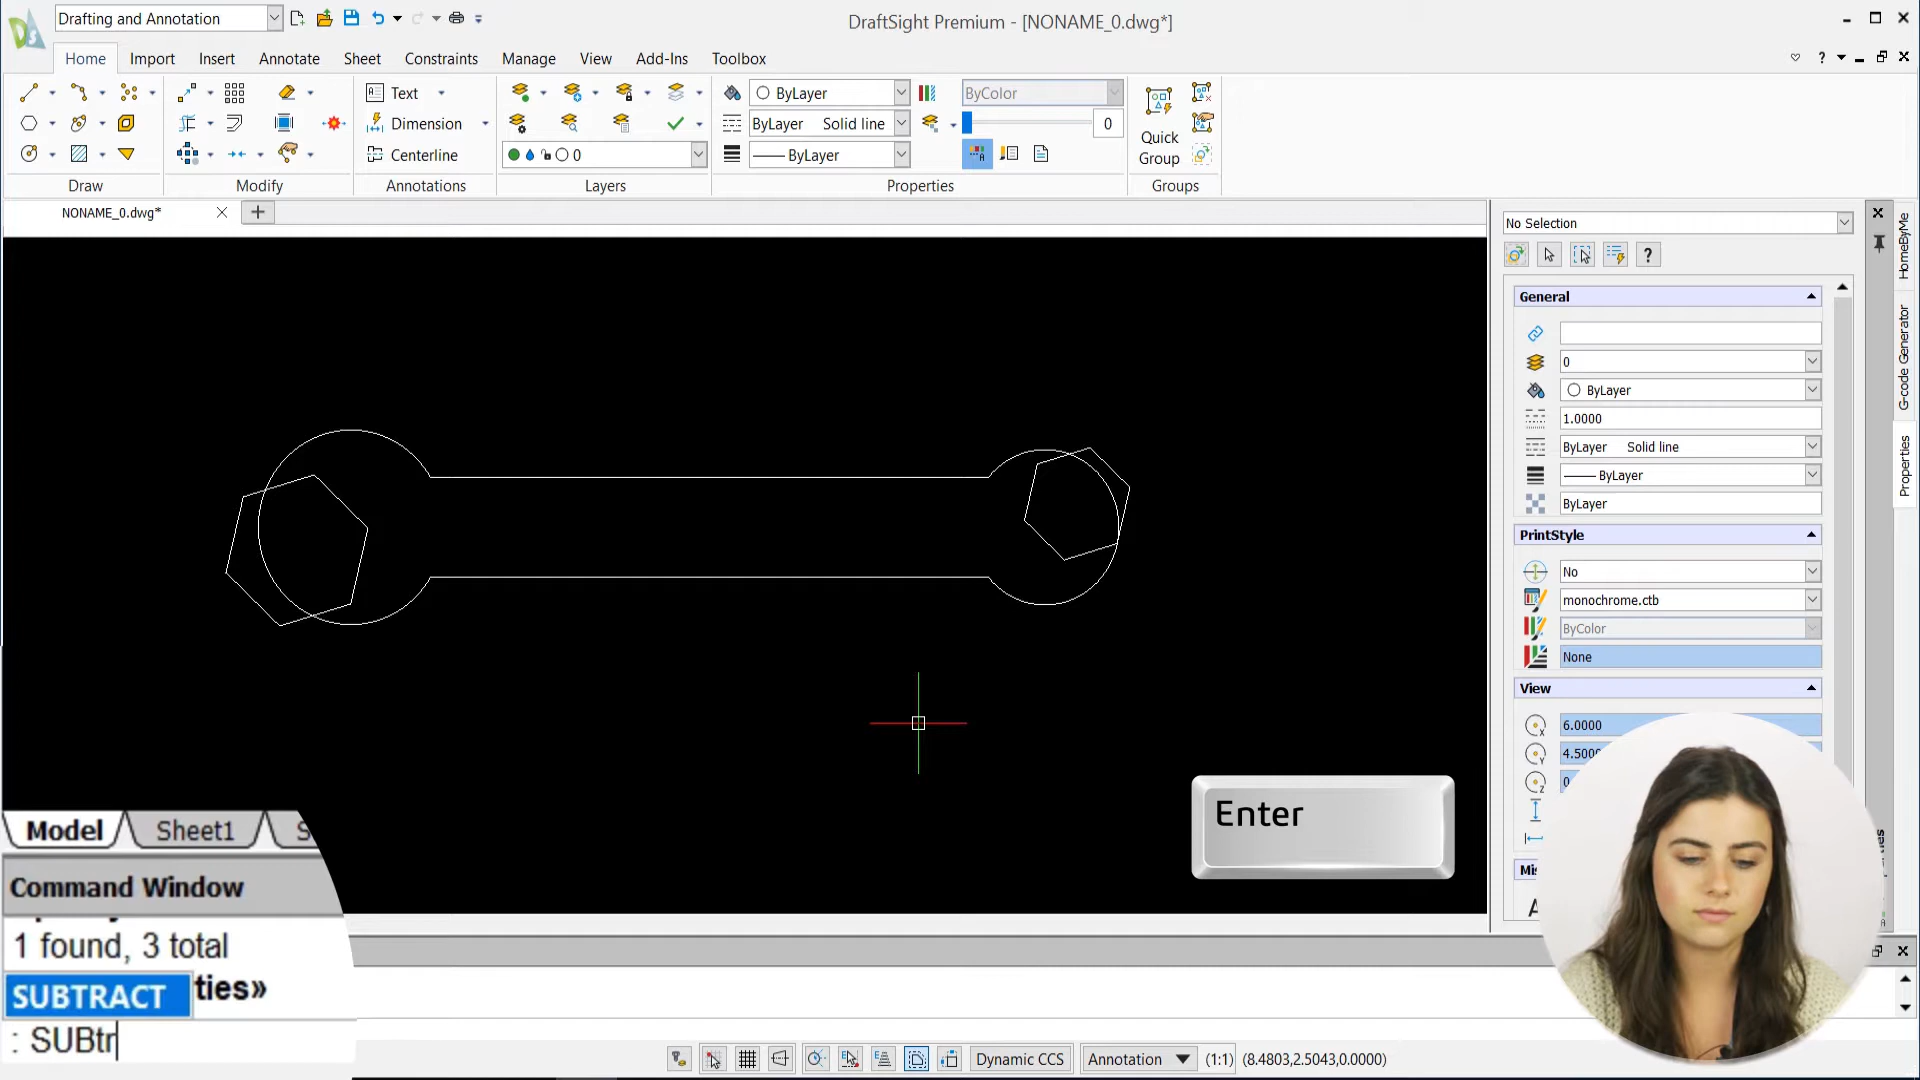 Drafting and Annotation
DraftSight Premium - [NONAME_0.dwg*]
Home Import Insert Annotate Sheet Constraints Manage View Add-Ins Toolbox
?
Text
Dimension
Centerline
0
ByLayer
ByLayer Solid line
ByLayer
ByColor
0
Quick
Group
Draw Modify Annotations Layers Properties Groups
NONAME_0.dwg*
No Selection
?
General
0
ByLayer
1.0000
ByLayer Solid line
ByLayer
ByLayer
PrintStyle
No
monochrome.ctb
ByColor
None
View
6.0000
4.500
0
HomeByMe
G-code Generator
Properties
Enter
Model Sheet1 S
Command Window
1 found, 3 total
SUBTRACT
ties»
: SUBtr
Dynamic CCS
Annotation
(1:1)
(8.4803,2.5043,0.0000)